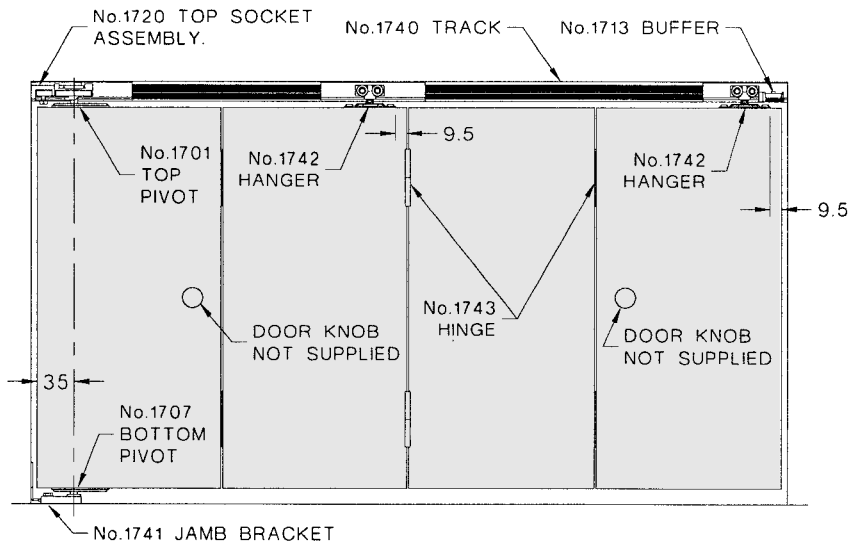 No.1720 TOP SOCKET
ASSEMBLY.
No.1740 TRACK
No.1713 BUFFER
No.1701
TOP
PIVOT
No.1742
HANGER
9.5
No.1742
HANGER
9.5
No.1743
HINGE
DOOR KNOB
NOT SUPPLIED
DOOR KNOB
NOT SUPPLIED
35
No.1707
BOTTOM
PIVOT
No.1741 JAMB BRACKET